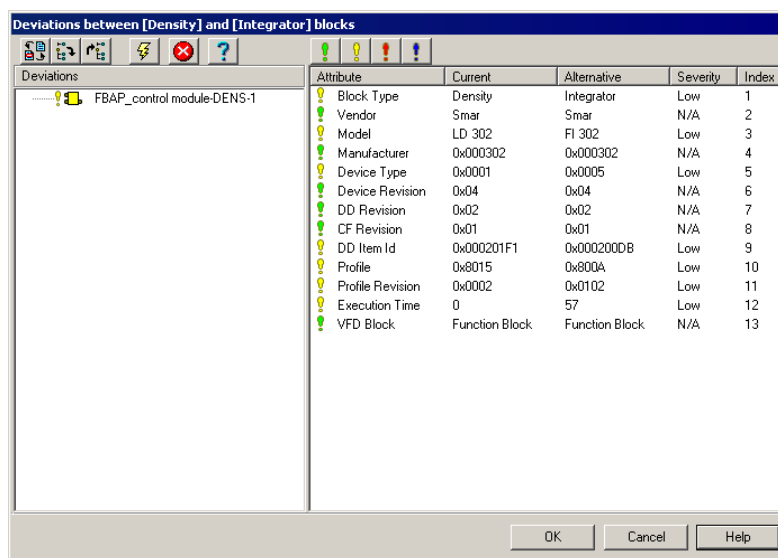 Deviations between [Density] and [Integrator] blocks
Deviations
Attribute Current Alternative Severity Index
FBAP_control module-DENS-1
Block Type Density Integrator Low 1
Vendor Smar Smar N/A 2
Model LD 302 FI 302 Low 3
Manufacturer 0x000302 0x000302 N/A 4
Device Type 0x0001 0x0005 Low 5
Device Revision 0x04 0x04 N/A 6
DD Revision 0x02 0x02 N/A 7
CF Revision 0x01 0x01 N/A 8
DD Item Id 0x000201F1 0x000200DB Low 9
Profile 0x8015 0x800A Low 10
Profile Revision 0x0002 0x0102 Low 11
Execution Time 0 57 Low 12
VFD Block Function Block Function Block N/A 13
OK Cancel Help